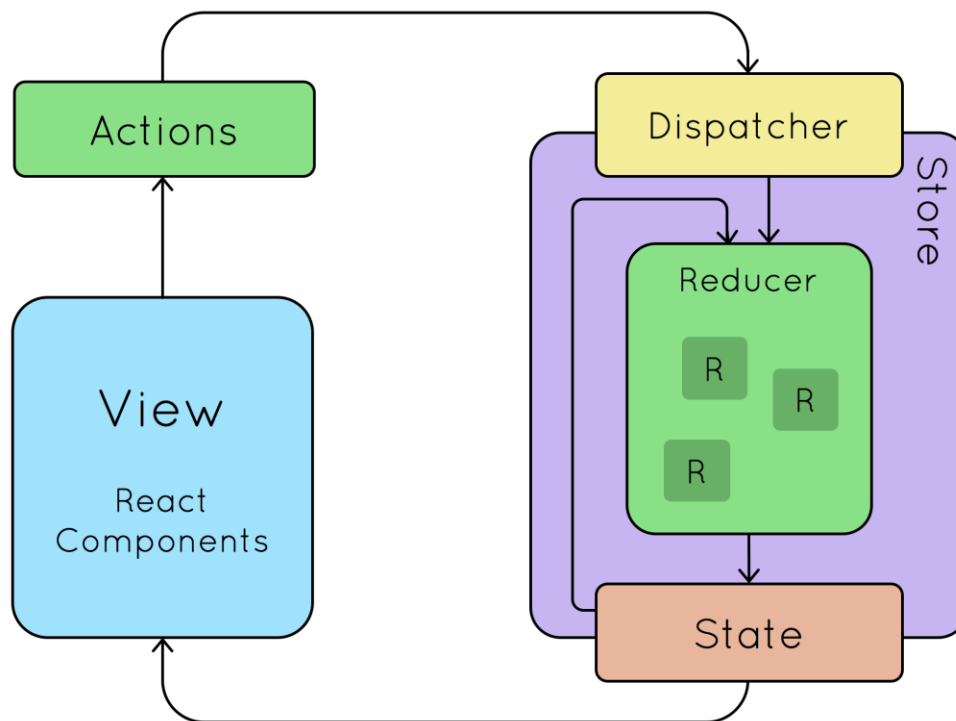 Actions
Dispatcher
Store
Reducer
R
R
R
View
React
Components
State